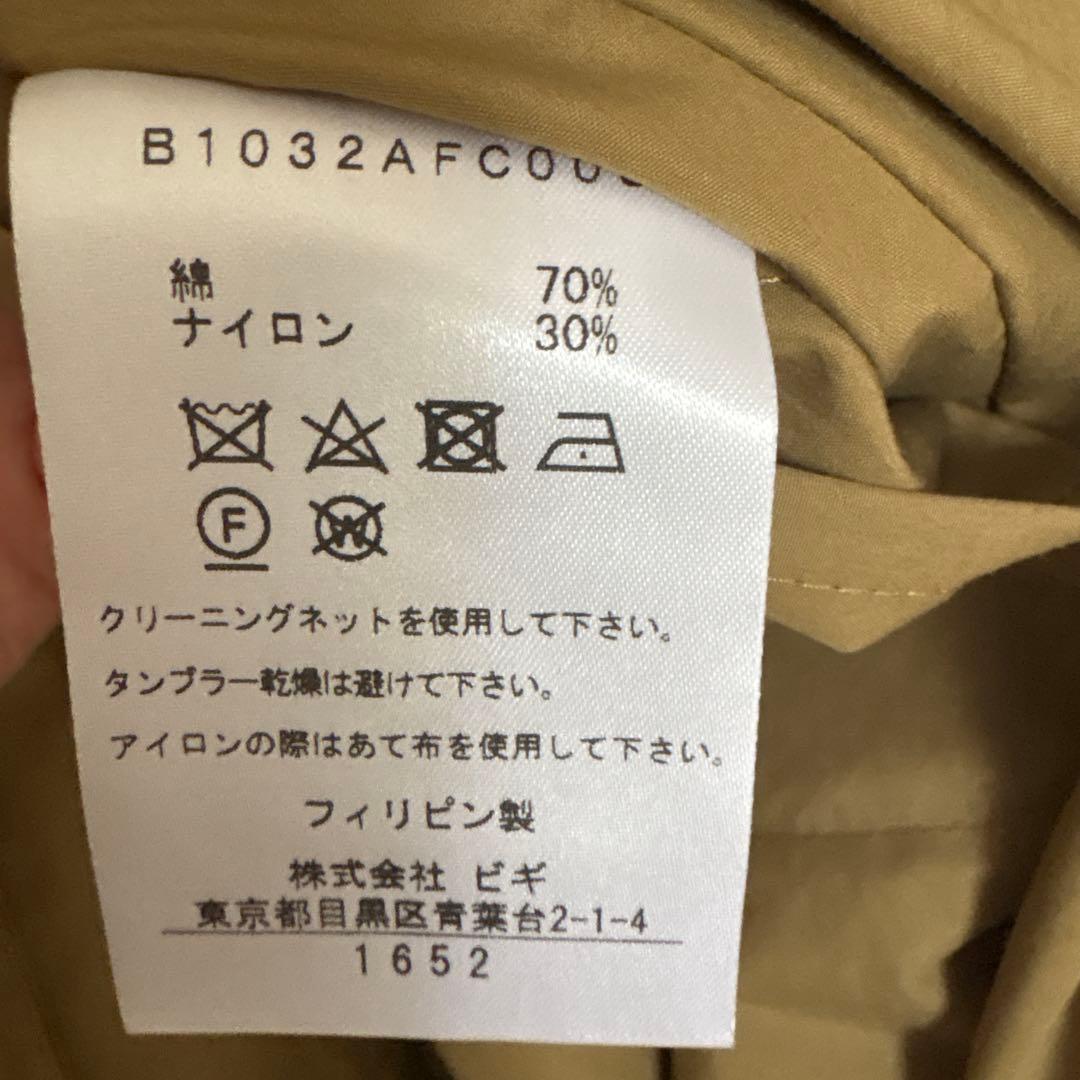 B1032AFC00
綿 70%
ナイロン 30%
F W
クリーニングネットを使用して下さい。
タンブラー乾燥は避けて下さい。
アイロンの際はあて布を使用して下さい。
フィリピン製
株式会社 ビギ
東京都目黒区青葉台2-1-4
1652